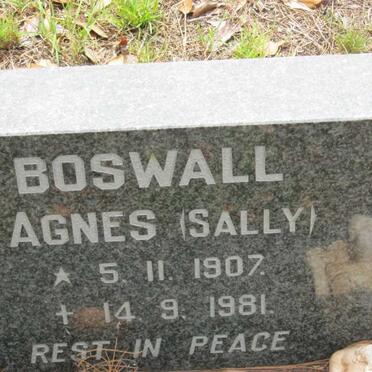 BOSWALL
AGNES (SALLY)
★ 5. 11. 1907.
✝ 14. 9. 1981.
REST IN PEACE